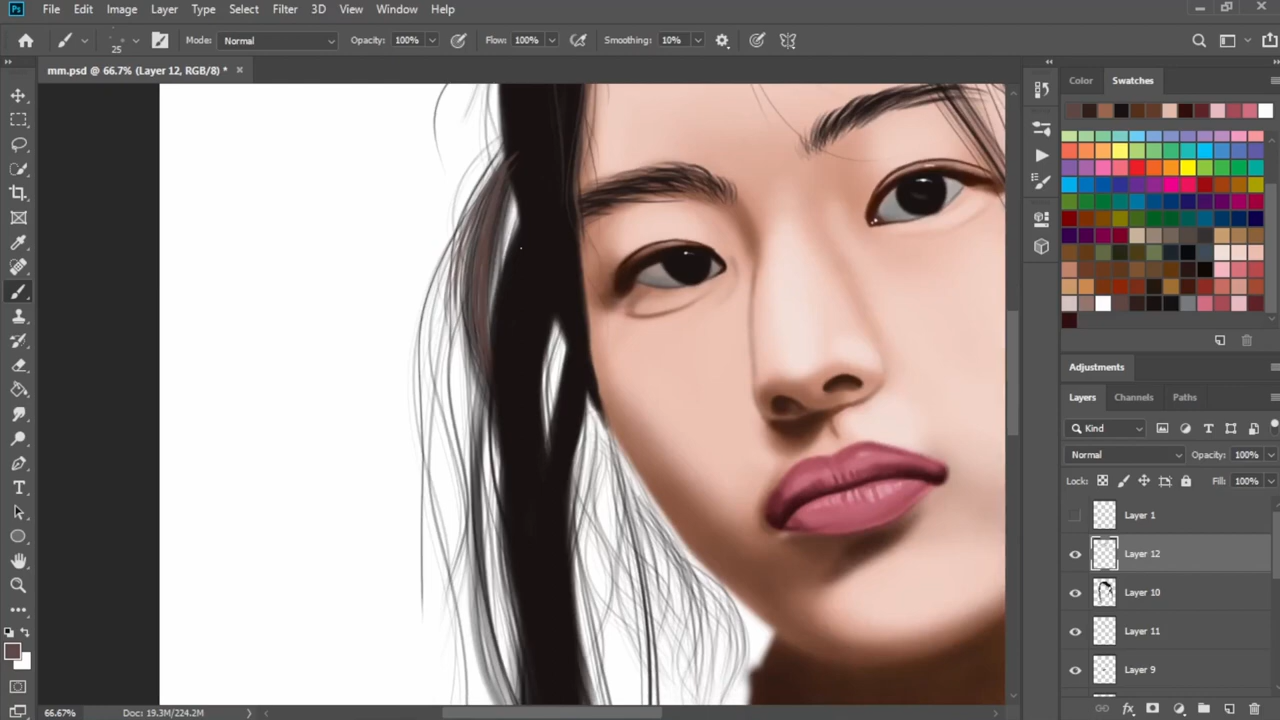 Ps File Edit Image Layer Type Select Filter 3D View Window Help
25 Mode: Normal Opacity: 100% Flow: 100% Smoothing: 10%
mm.psd @ 66.7% (Layer 12, RGB/8) *
Color Swatches
Adjustments
Layers Channels Paths
Kind
Normal Opacity: 100%
Lock: Fill: 100%
Layer 1
Layer 12
Layer 10
Layer 11
Layer 9
66.67% Doc: 19.3M/224.2M